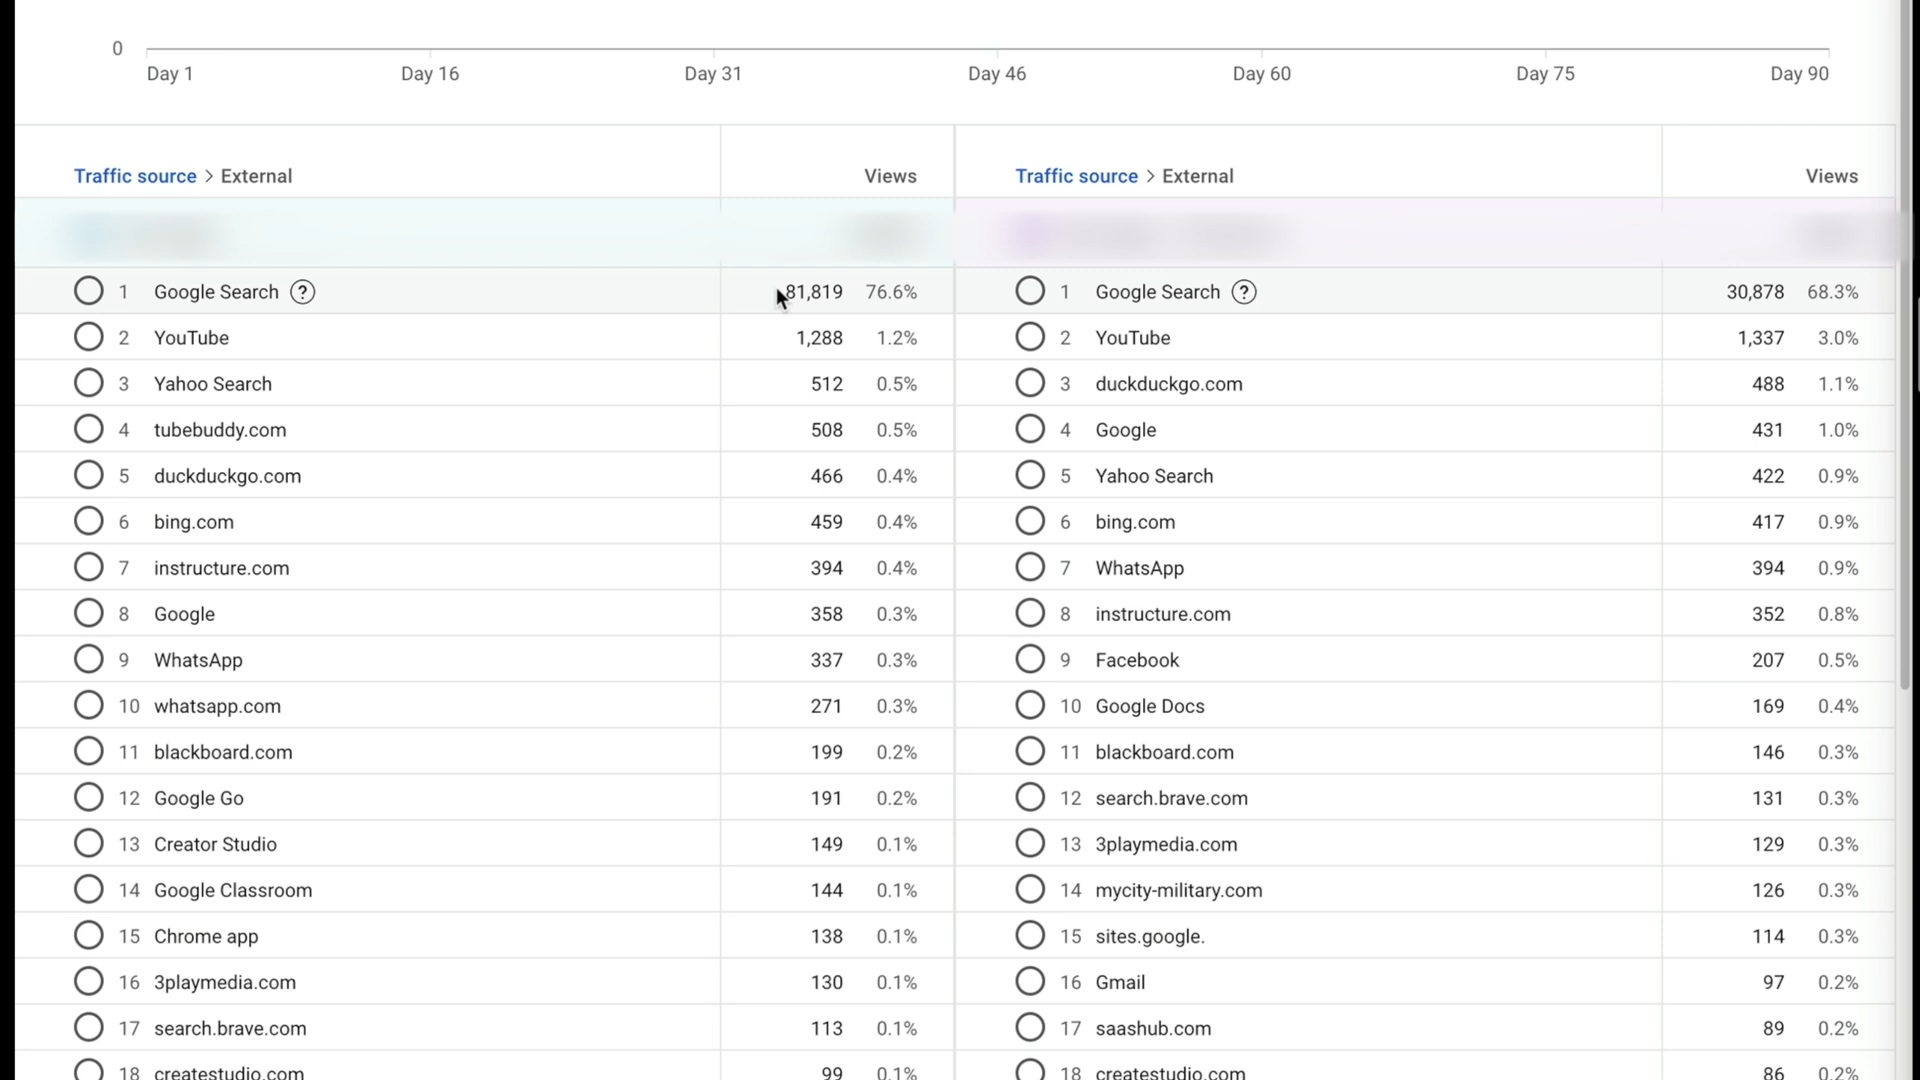 0
Day 1 Day 16 Day 31 Day 46 Day 60 Day 75 Day 90
Traffic source > External Views Traffic source > External Views
1 Google Search ? 81,819 76.6% 1 Google Search ? 30,878 68.3%
2 YouTube 1,288 1.2% 2 YouTube 1,337 3.0%
3 Yahoo Search 512 0.5% 3 duckduckgo.com 488 1.1%
4 tubebuddy.com 508 0.5% 4 Google 431 1.0%
5 duckduckgo.com 466 0.4% 5 Yahoo Search 422 0.9%
6 bing.com 459 0.4% 6 bing.com 417 0.9%
7 instructure.com 394 0.4% 7 WhatsApp 394 0.9%
8 Google 358 0.3% 8 instructure.com 352 0.8%
9 WhatsApp 337 0.3% 9 Facebook 207 0.5%
10 whatsapp.com 271 0.3% 10 Google Docs 169 0.4%
11 blackboard.com 199 0.2% 11 blackboard.com 146 0.3%
12 Google Go 191 0.2% 12 search.brave.com 131 0.3%
13 Creator Studio 149 0.1% 13 3playmedia.com 129 0.3%
14 Google Classroom 144 0.1% 14 mycity-military.com 126 0.3%
15 Chrome app 138 0.1% 15 sites.google. 114 0.3%
16 3playmedia.com 130 0.1% 16 Gmail 97 0.2%
17 search.brave.com 113 0.1% 17 saashub.com 89 0.2%
18 createstudio.com 99 0.1% 18 createstudio.com 86 0.2%